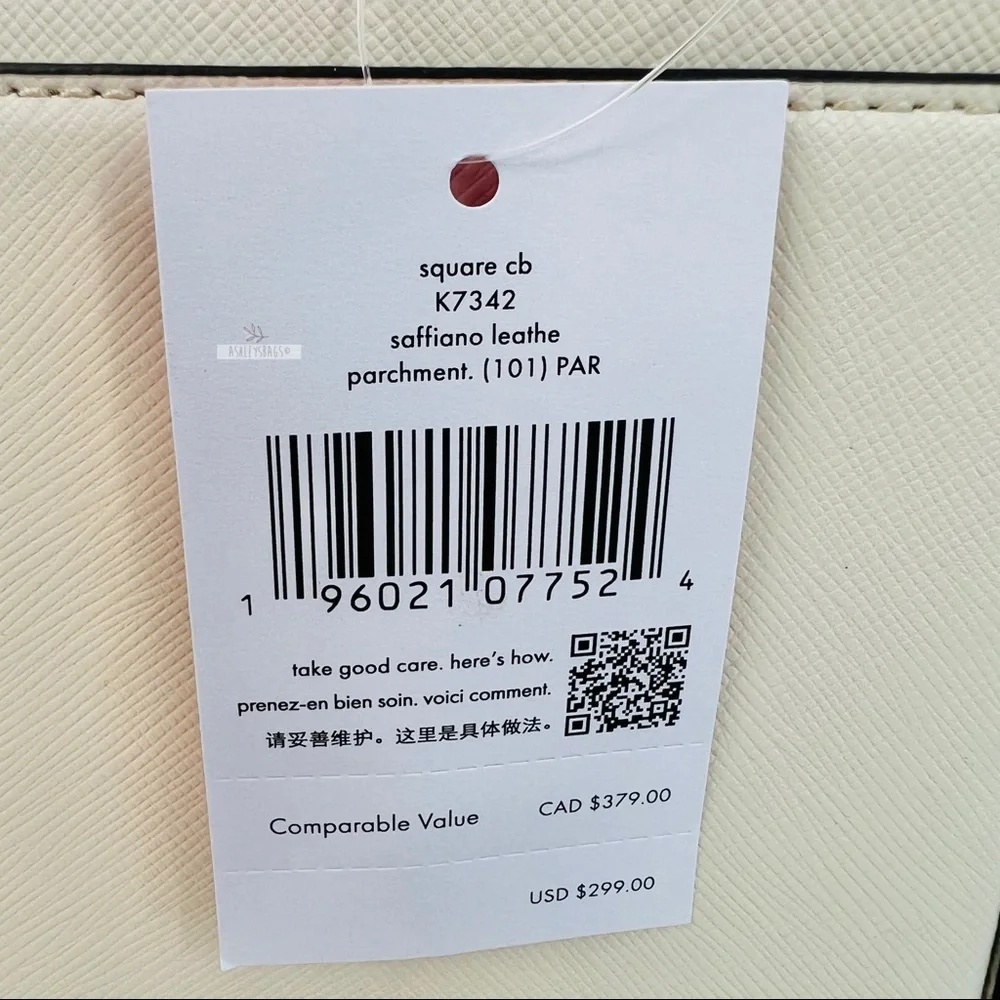 square cb
K7342
saffiano leathe
parchment. (101) PAR
ASHLEYSBAGS©
1 96021 07752 4
take good care. here's how.
prenez-en bien soin. voici comment.
请妥善维护。这里是具体做法。
Comparable Value CAD $379.00
USD $299.00